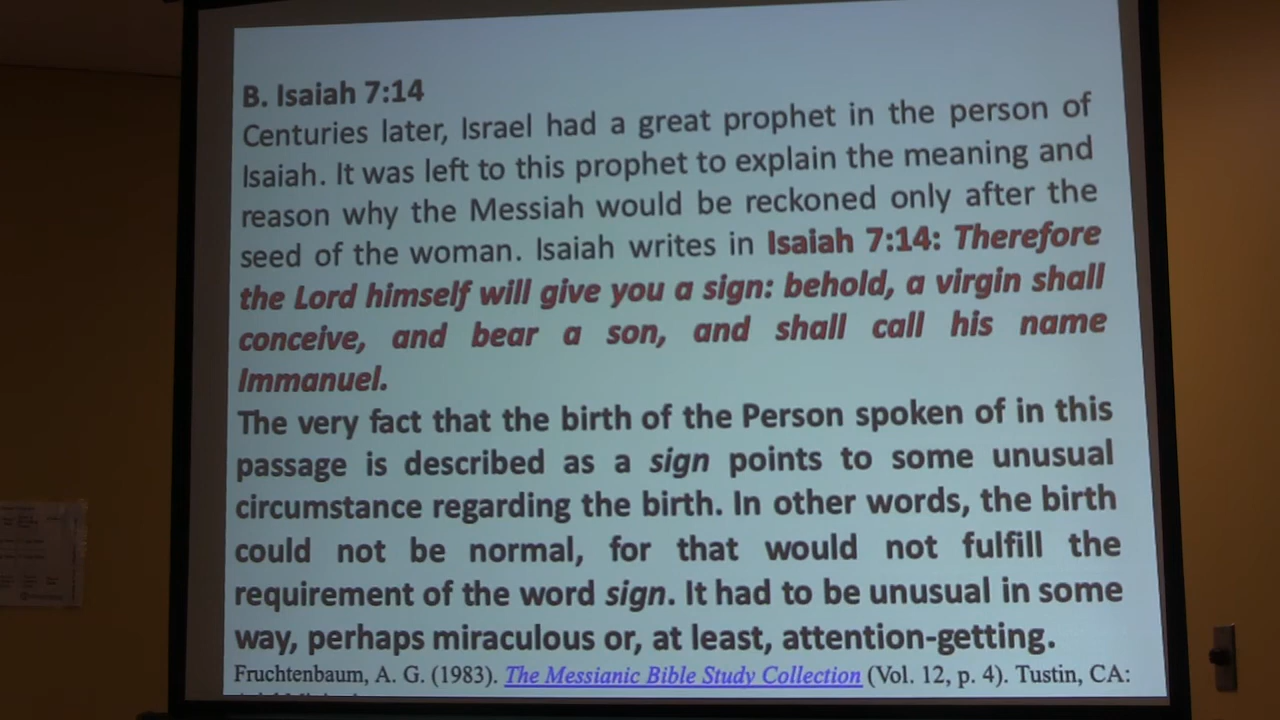 B. Isaiah 7:14
Centuries later, Israel had a great prophet in the person of
Isaiah. It was left to this prophet to explain the meaning and
reason why the Messiah would be reckoned only after the
seed of the woman. Isaiah writes in Isaiah 7:14: Therefore
the Lord himself will give you a sign: behold, a virgin shall
conceive, and bear a son, and shall call his name
Immanuel.
The very fact that the birth of the Person spoken of in this
passage is described as a sign points to some unusual
circumstance regarding the birth. In other words, the birth
could not be normal, for that would not fulfill the
requirement of the word sign. It had to be unusual in some
way, perhaps miraculous or, at least, attention-getting.
Fruchtenbaum, A. G. (1983). The Messianic Bible Study Collection (Vol. 12, p. 4). Tustin, CA: